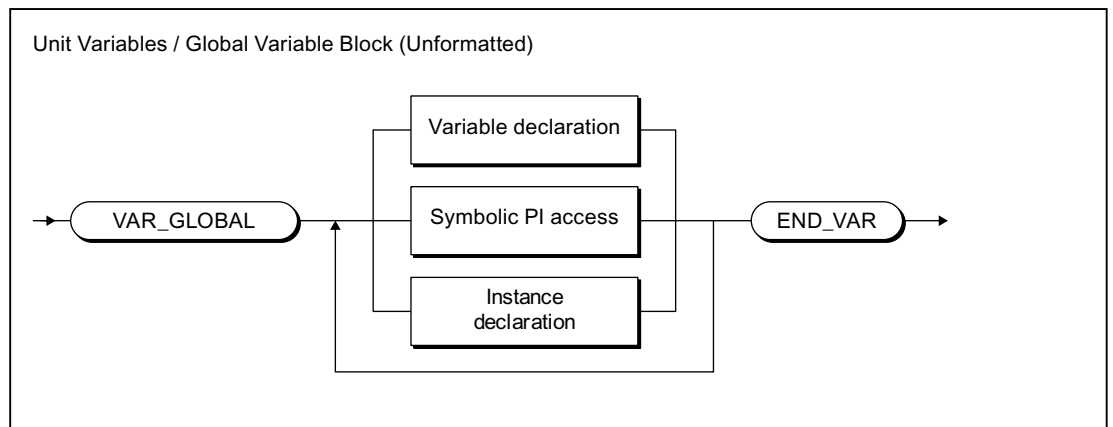 Unit Variables / Global Variable Block (Unformatted)
Variable declaration
VAR_GLOBAL
Symbolic PI access
END_VAR
Instance
declaration